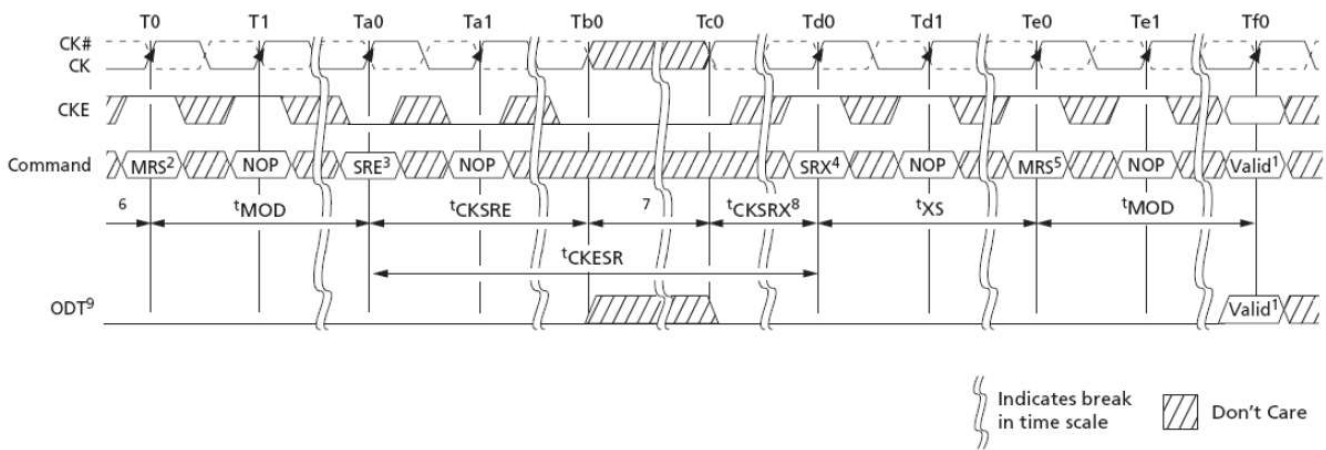 T0 T1 Ta0 Ta1 Tb0 Tc0 Td0 Td1 Te0 Te1 Tf0
CK#
CK
CKE
Command MRS² NOP SRE³ NOP SRX⁴ NOP MRS⁵ NOP Valid¹
6 ᵗMOD ᵗCKSRE 7 ᵗCKSRX⁸ ᵗXS ᵗMOD
ᵗCKESR
ODT⁹ Valid¹
Indicates break
in time scale
Don't Care